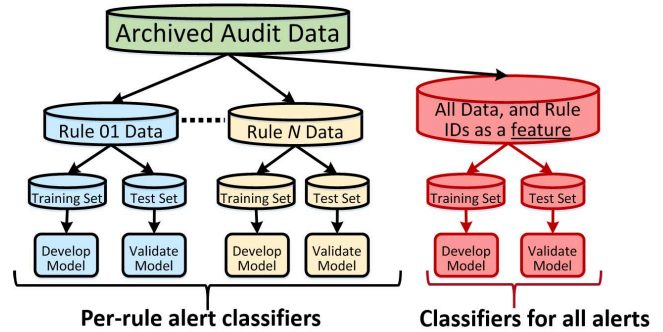 Archived Audit Data
Rule 01 Data
Rule N Data
All Data, and Rule
IDs as a feature
Training Set
Test Set
Training Set
Test Set
Training Set
Test Set
Develop
Model
Validate
Model
Develop
Model
Validate
Model
Develop
Model
Validate
Model
Per-rule alert classifiers
Classifiers for all alerts